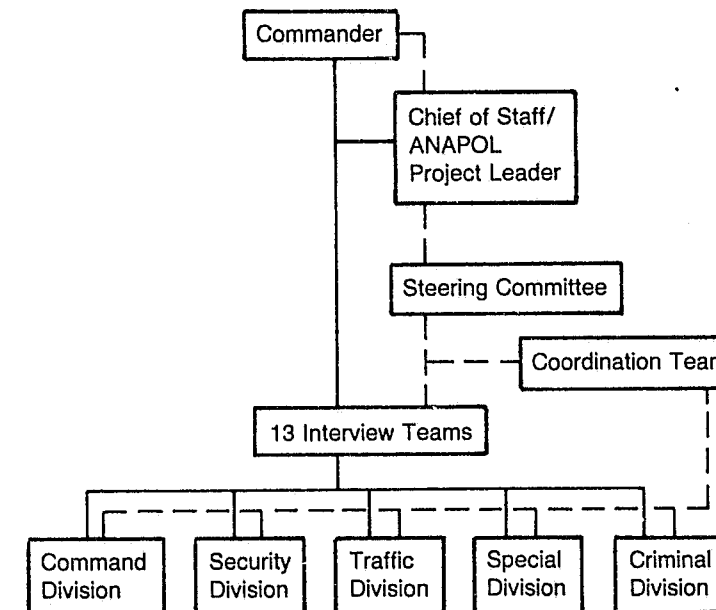 Commander
Chief of Staff/
ANAPOL
Project Leader
Steering Committee
Coordination
13 Interview Teams
Command
Division
Security
Division
Traffic
Division
Special
Division
Criminal
Division